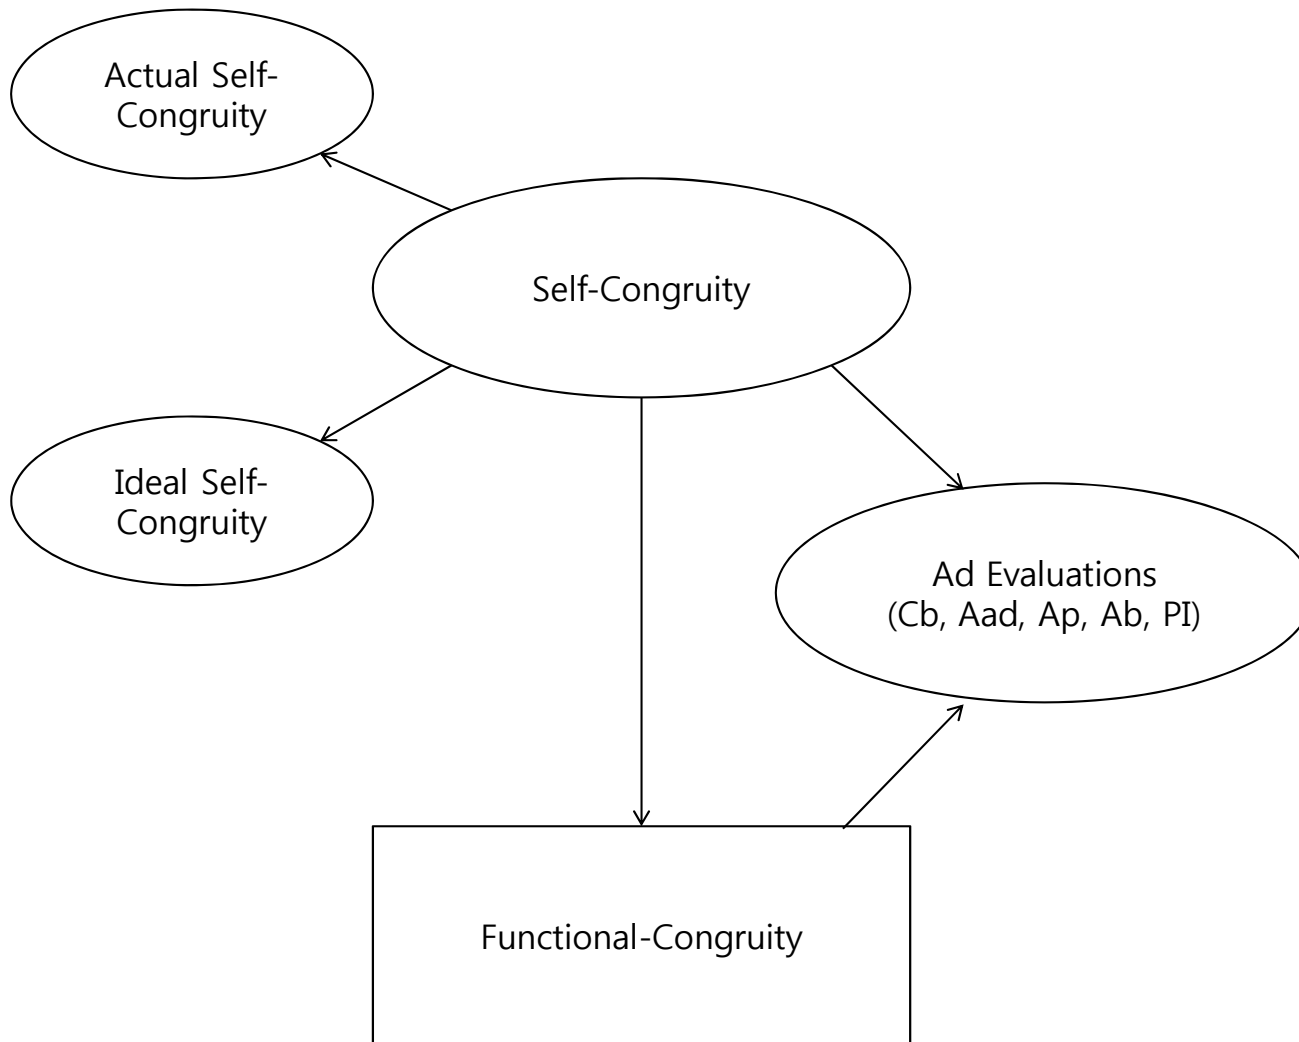 Actual Self-
Congruity
Self-Congruity
Ideal Self-
Congruity
Ad Evaluations
(Cb, Aad, Ap, Ab, PI)
Functional-Congruity